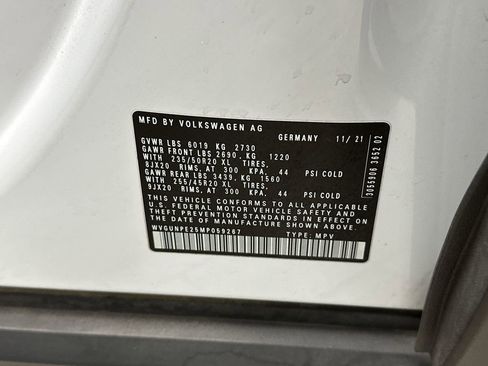 MFD BY VOLKSWAGEN AG
GERMANY 11/21
GVWR LBS 6019 KG 2730
GAWR FRONT LBS 2690, KG 1220
WITH 235/50R20 XL TIRES,
8JX20 RIMS, AT 300 KPA, 44 PSI COLD
GAWR REAR LBS 3439, KG 1560
WITH 255/45R20 XL TIRES,
9JX20 RIMS, AT 300 KPA, 44 PSI COLD
THIS VEHICLE CONFORMS TO ALL APPLICABLE
U.S. FEDERAL MOTOR VEHICLE SAFETY AND
THEFT PREVENTION STANDARDS IN EFFECT
ON THE DATE OF MANUFACTURE SHOWN ABOVE
WVGUNPE25MP059267 TYPE: MPV
3055906 3652 02